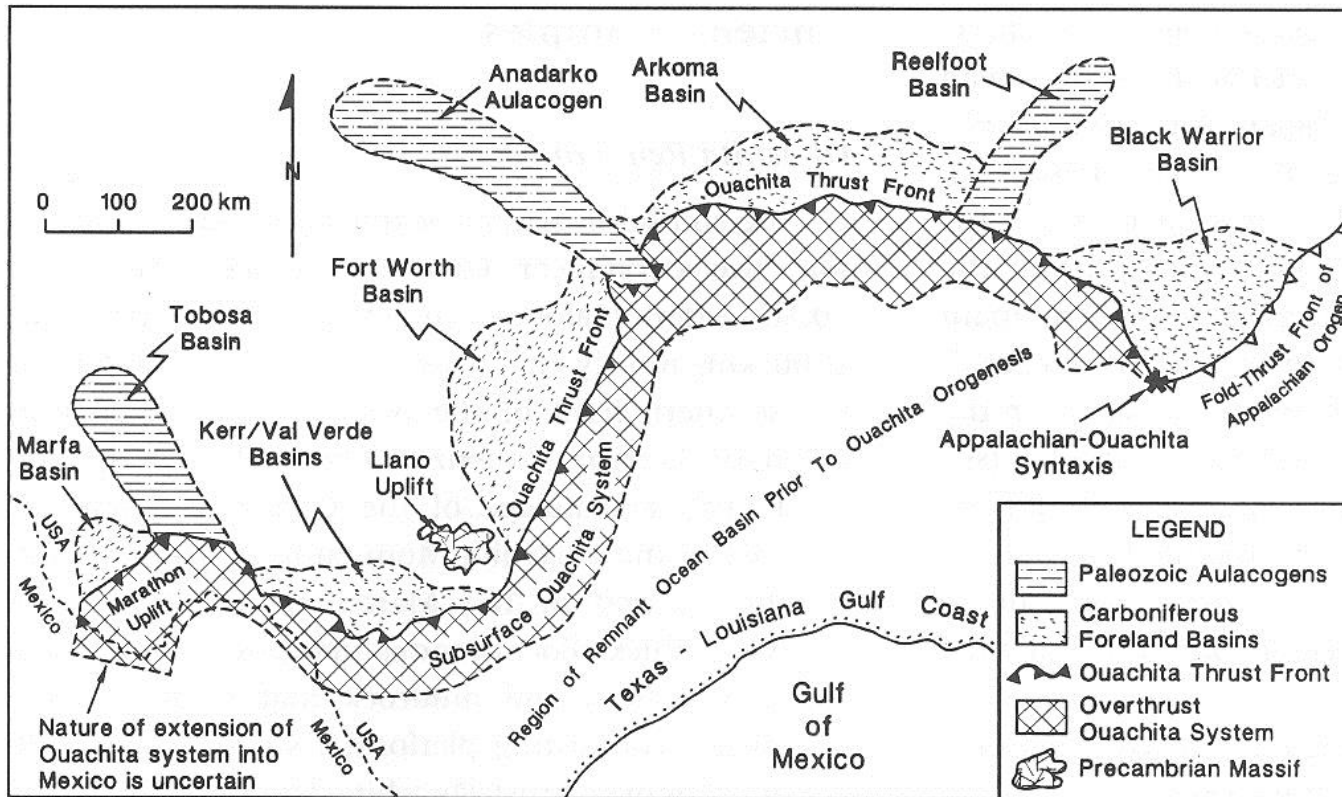 Anadarko
Aulacogen
Arkoma
Basin
Reelfoot
Basin
Black Warrior
Basin
N
0 100 200 km
Ouachita Thrust Front
Fort Worth
Basin
Tobosa
Basin
Ouachita Thrust Front
Fold-Thrust Front of
Appalachian Orogen
Marfa
Basin
Kerr/Val Verde
Basins
Llano
Uplift
Appalachian-Ouachita
Syntaxis
USA
Mexico
Marathon
Uplift
Subsurface Ouachita System
Region of Remnant Ocean Basin Prior To Ouachita Orogenesis
Texas - Louisiana Gulf Coast
Gulf
of
Mexico
USA
Mexico
Nature of extension of
Ouachita system into
Mexico is uncertain
LEGEND
Paleozoic Aulacogens
Carboniferous
Foreland Basins
Ouachita Thrust Front
Overthrust
Ouachita System
Precambrian Massif